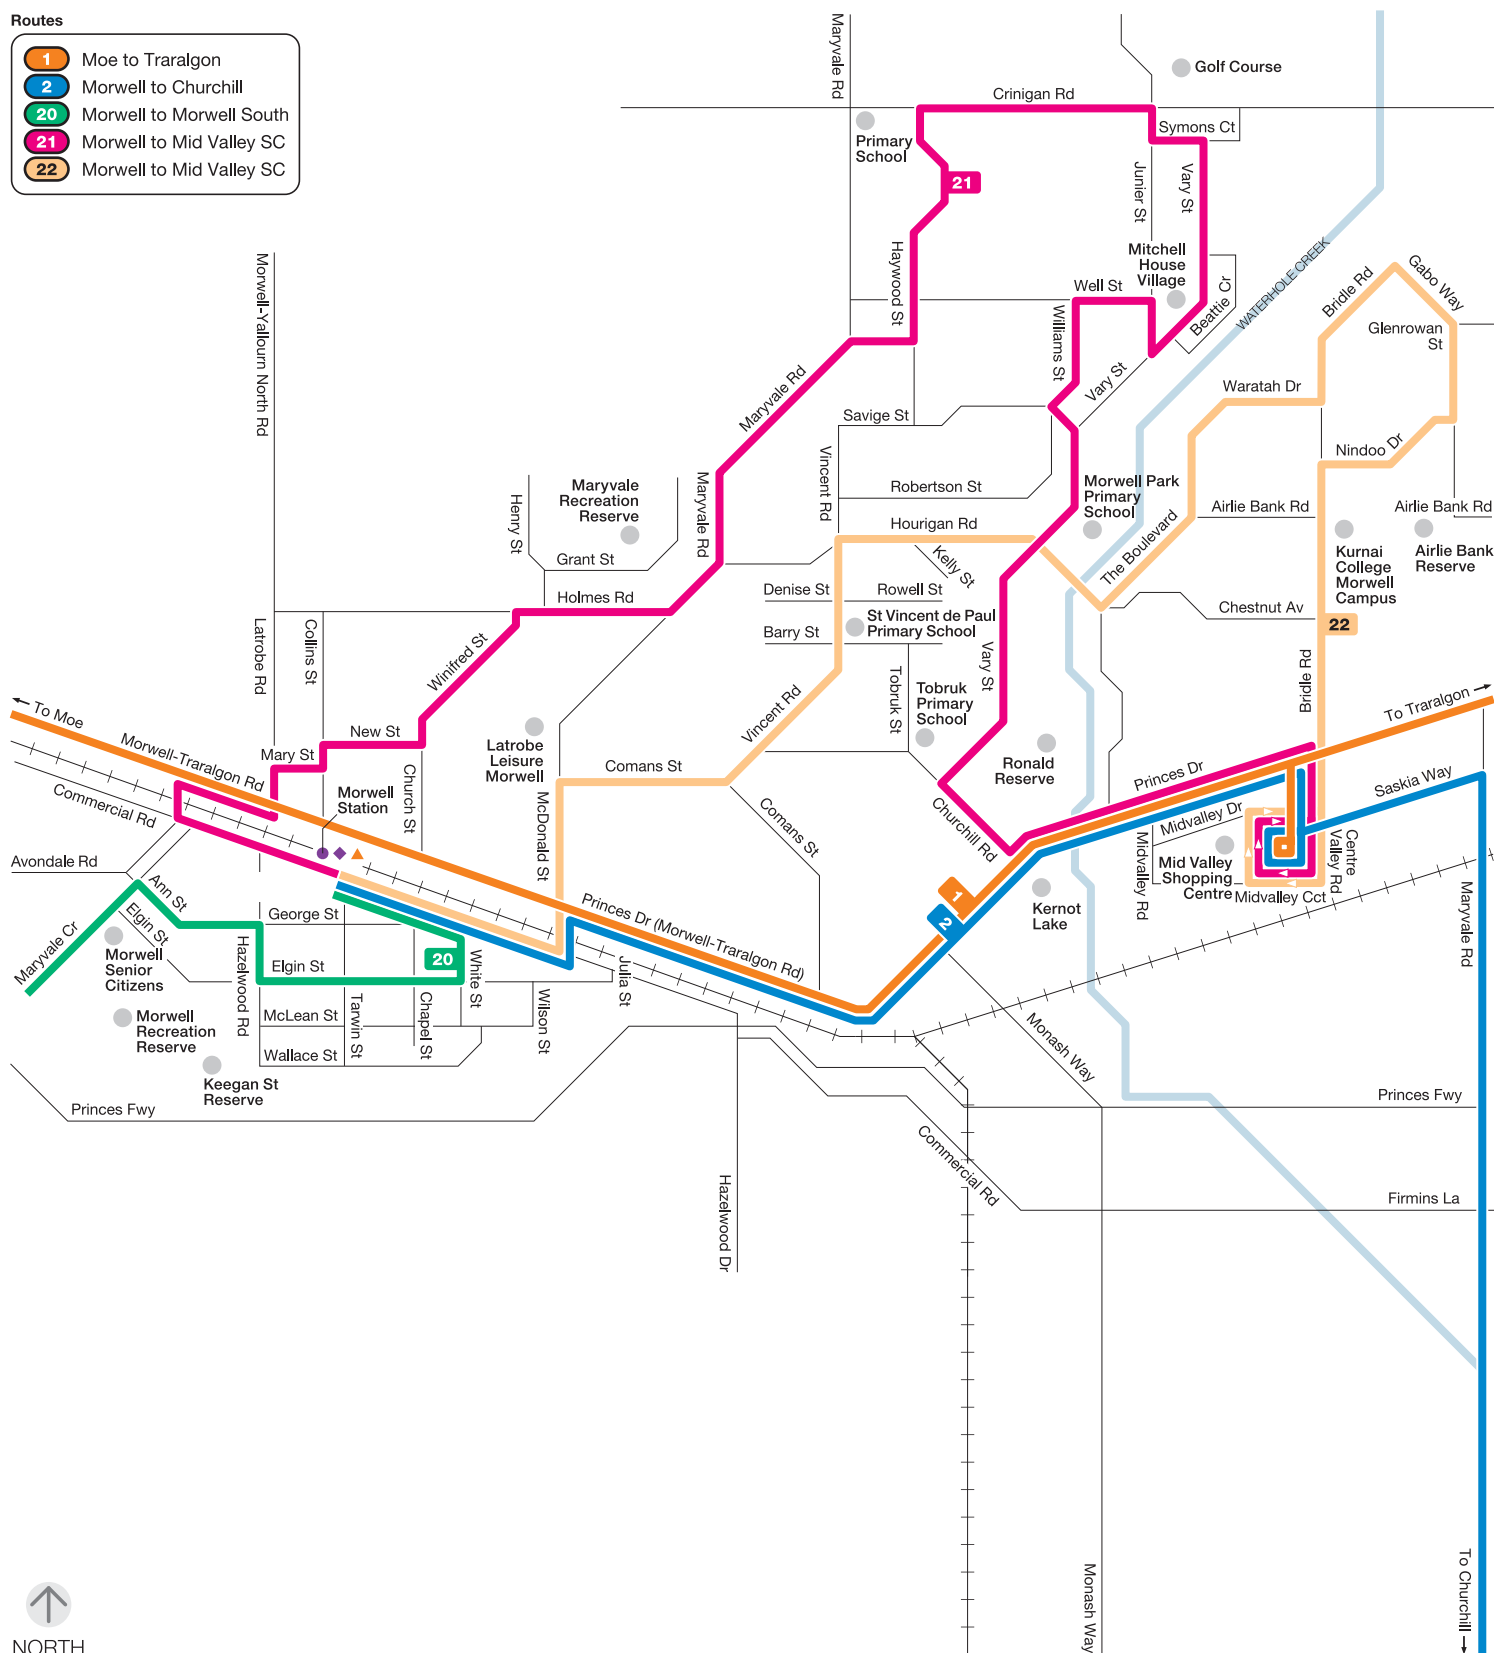 Routes
1 Moe to Traralgon
2 Morwell to Churchill
20 Morwell to Morwell South
21 Morwell to Mid Valley SC
22 Morwell to Mid Valley SC
Maryvale Rd
Golf Course
Crinigan Rd
Symons Ct
Primary
School
21
Junier St
Vary St
Haywood St
Mitchell
House
Village
Well St
Williams St
Beattie Cr
WATERHOLE CREEK
Bridle Rd
Gabo Way
Glenrowan
St
Morwell-Yallourn North Rd
Maryvale Rd
Vary St
Waratah Dr
Savige St
Nindoo Dr
Vincent Rd
Maryvale Rd
Maryvale
Recreation
Reserve
Henry St
Robertson St
Morwell Park
Primary
School
Airlie Bank Rd
Airlie Bank Rd
Hourigan Rd
Kelly St
The Boulevard
Kurnai
College
Morwell
Campus
Airlie Bank
Reserve
Grant St
Holmes Rd
Denise St
Rowell St
Chestnut Av
St Vincent de Paul
Primary School
Barry St
22
Latrobe Rd
Collins St
Winifred St
Tobruk St
Vary St
Bridle Rd
Tobruk
Primary
School
Vincent Rd
To Moe
To Traralgon
New St
Mary St
Morwell-Traralgon Rd
Latrobe
Leisure
Morwell
Comans St
Ronald
Reserve
Princes Dr
Saskia Way
Commercial Rd
Morwell
Station
Church St
McDonald St
Comans St
Churchill Rd
Midvalley Dr
Midvalley Rd
Mid Valley
Shopping
Centre
Centre
Valley Rd
Midvalley Cct
Avondale Rd
Ann St
Elgin St
Maryvale Cr
George St
1
2
Kernot
Lake
Maryvale Rd
Princes Dr (Morwell-Traralgon Rd)
Morwell
Senior
Citizens
Hazelwood Rd
Elgin St
20
White St
Julia St
Wilson St
Morwell
Recreation
Reserve
McLean St
Tarwin St
Chapel St
Wallace St
Keegan St
Reserve
Monash Way
Princes Fwy
Princes Fwy
Commercial Rd
Hazelwood Dr
Firmins La
Monash Way
To Churchill
NORTH